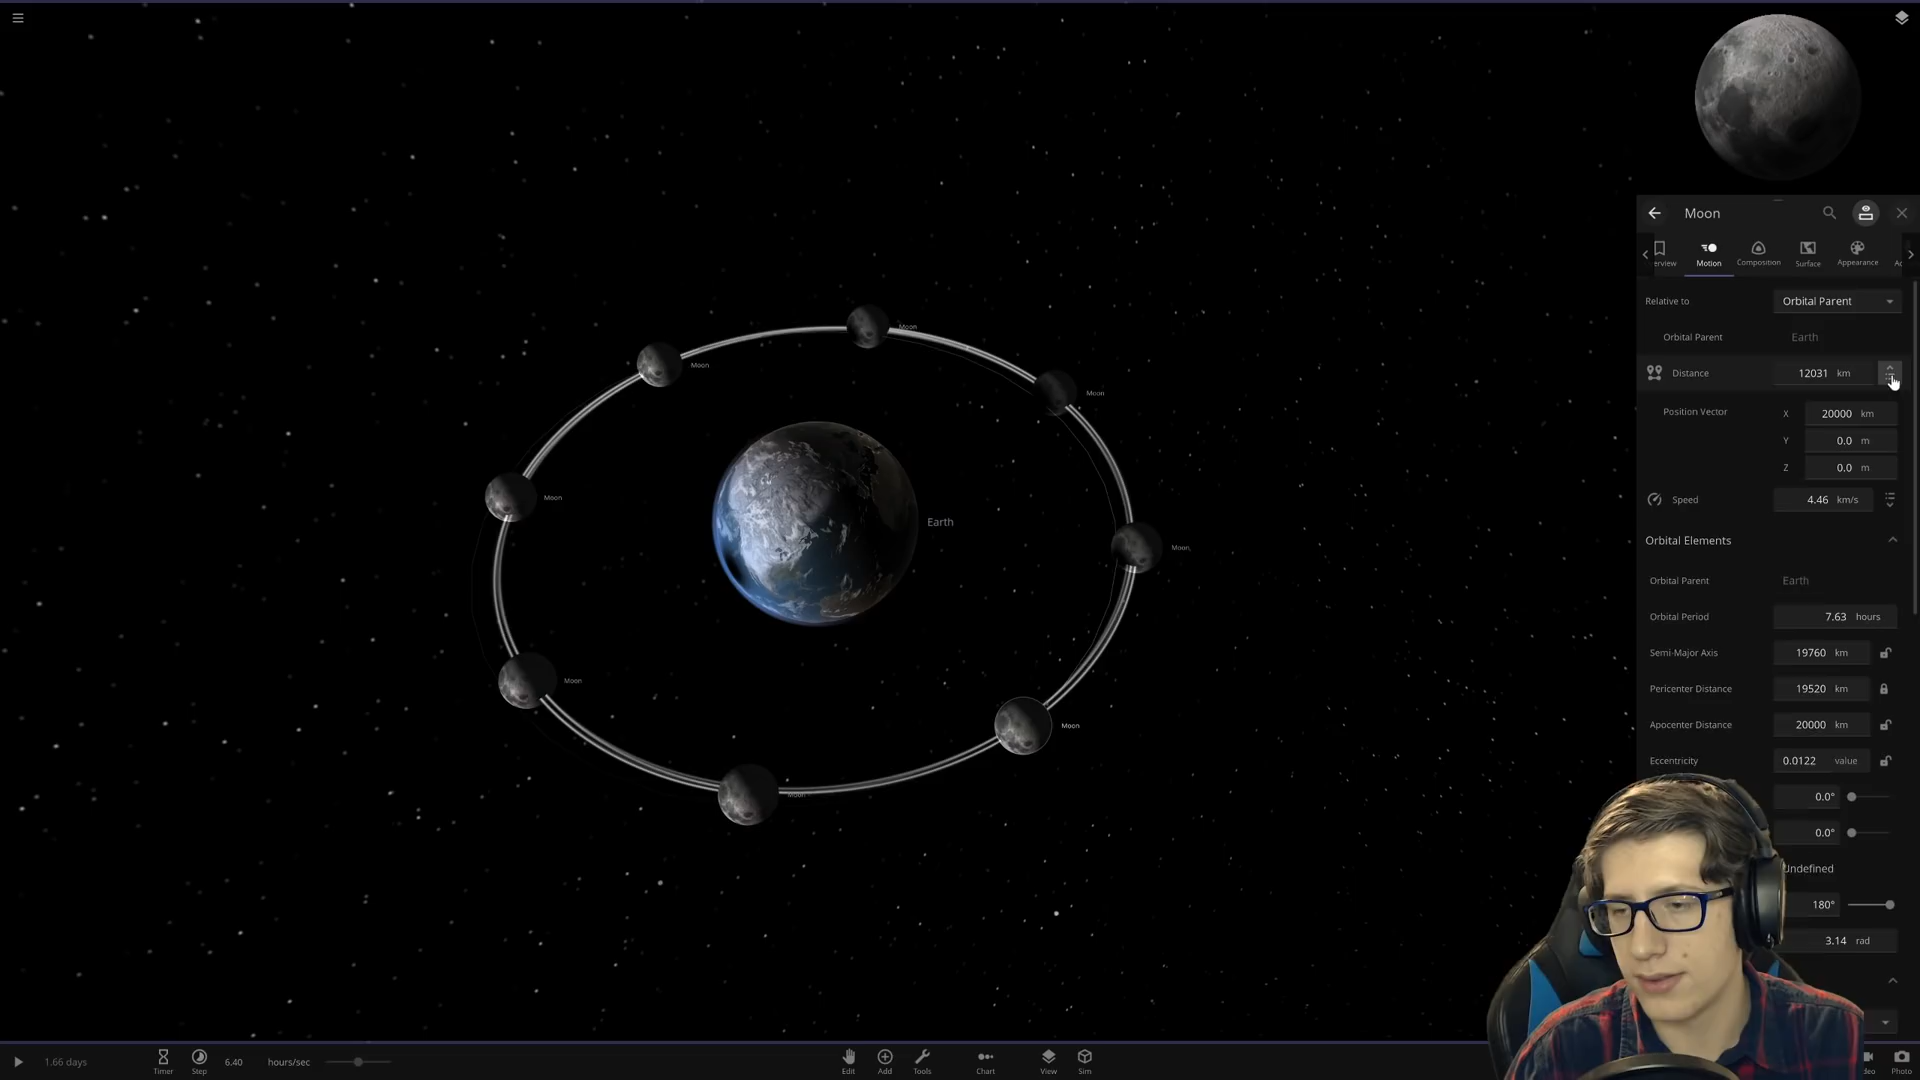 Moon
erview
Motion
Composition
Surface
Appearance
Ac
Relative to
Orbital Parent
Orbital Parent
Earth
Distance
12031 km
Position Vector
X 20000 km
Y 0.0 m
Z 0.0 m
Speed
4.46 km/s
Orbital Elements
Orbital Parent
Earth
Orbital Period
7.63 hours
Semi-Major Axis
19760 km
Pericenter Distance
19520 km
Apocenter Distance
20000 km
Eccentricity
0.0122 value
0.0°
0.0°
Undefined
180°
3.14 rad
Moon
Moon
Moon
Moon
Moon
Earth
Moon
Moon
Moon
1.66 days
Timer
Step
6.40 hours/sec
Edit
Add
Tools
Chart
View
Sim
deo
Photo